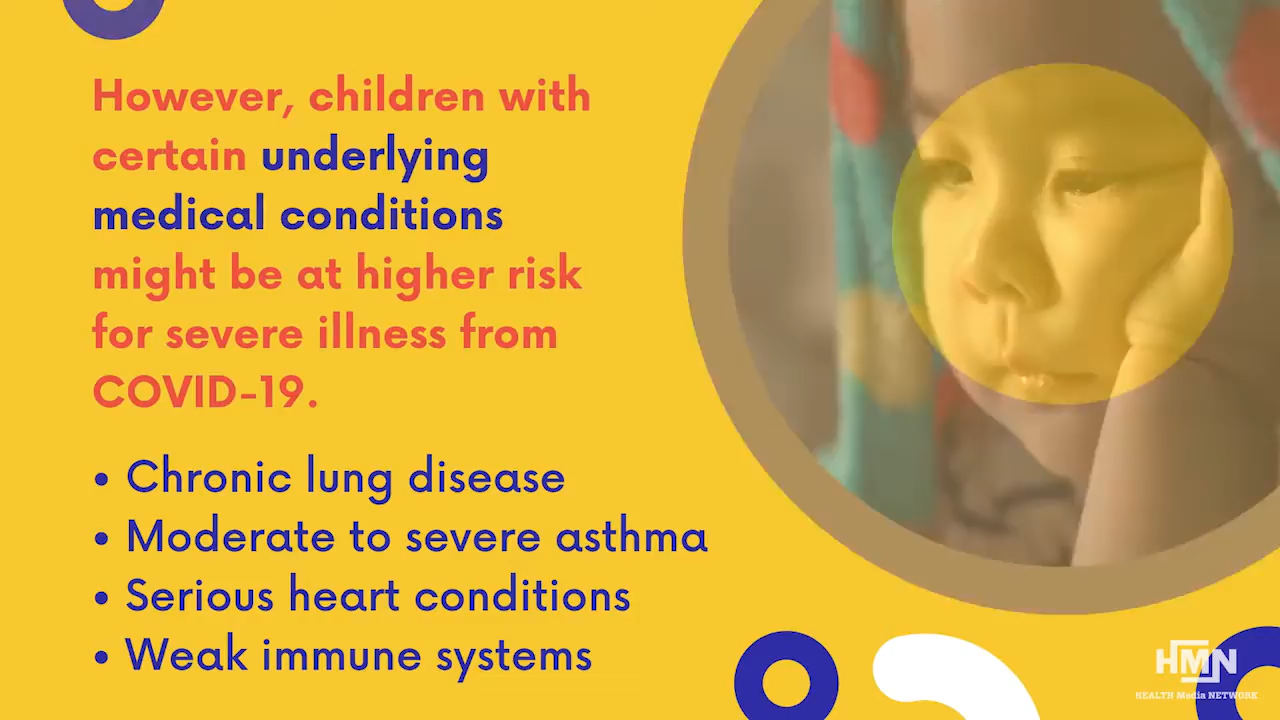 However, children with
certain underlying
medical conditions
might be at higher risk
for severe illness from
COVID-19.
• Chronic lung disease
• Moderate to severe asthma
• Serious heart conditions
• Weak immune systems
HMN
HEALTH Media NETWORK